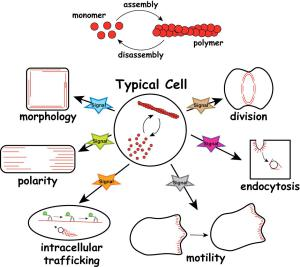 assembly
monomer
polymer
disassembly
Typical Cell
Signal
Signal
morphology
division
Signal
Signal
polarity
endocytosis
Signal
Signal
intracellular
trafficking
motility